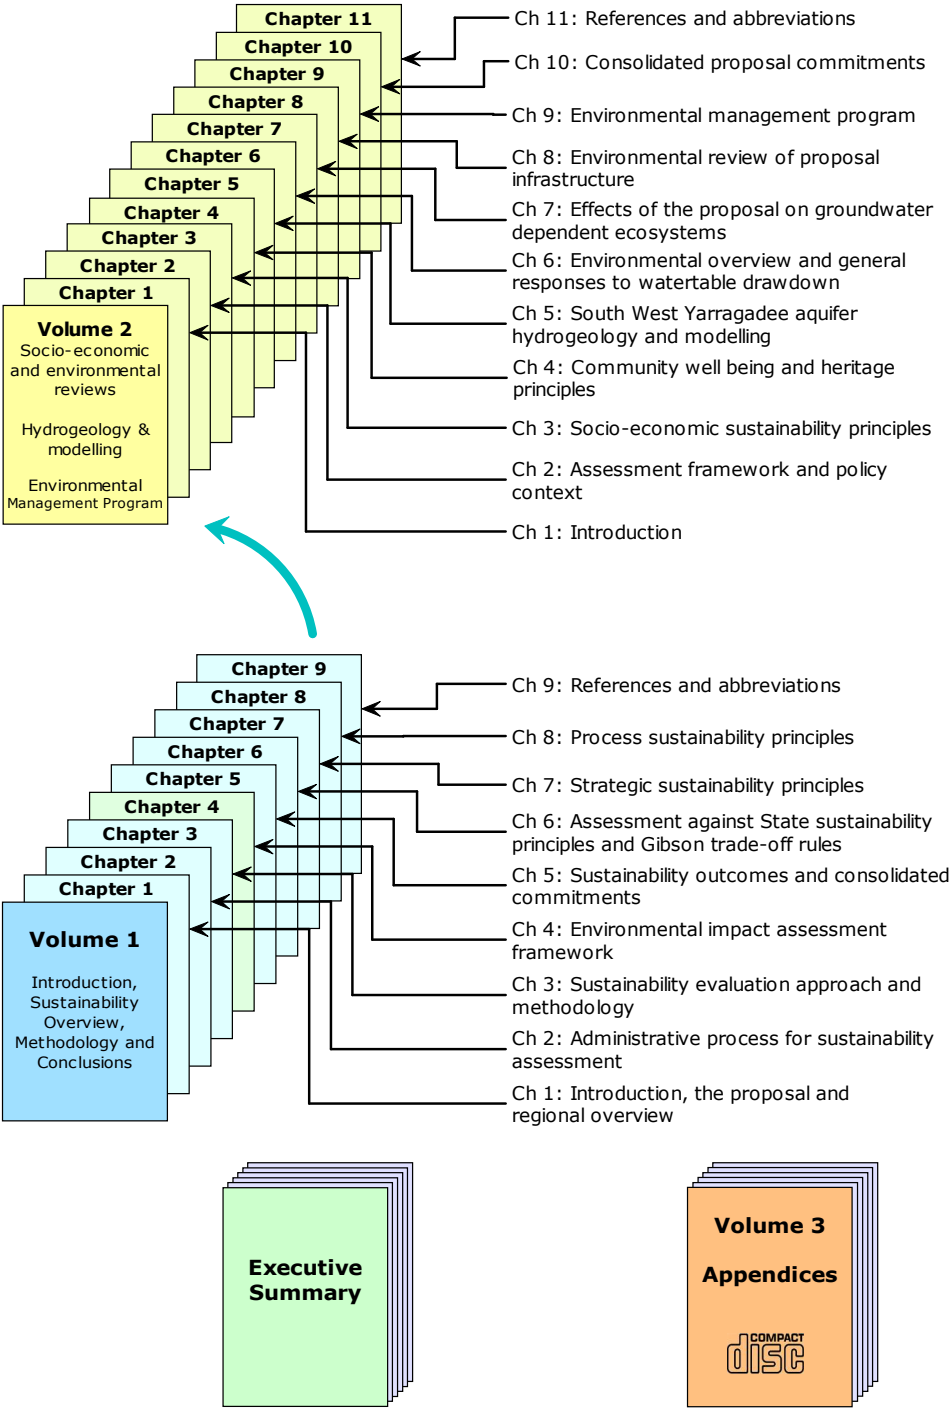 Chapter 11
Chapter 10
Chapter 9
Chapter 8
Chapter 7
Chapter 6
Chapter 5
Chapter 4
Chapter 3
Chapter 2
Chapter 1
Volume 2
Socio-economic
and environmental
reviews
Hydrogeology &
modelling
Environmental
Management Program
Ch 11: References and abbreviations
Ch 10: Consolidated proposal commitments
Ch 9: Environmental management program
Ch 8: Environmental review of proposal
infrastructure
Ch 7: Effects of the proposal on groundwater
dependent ecosystems
Ch 6: Environmental overview and general
responses to watertable drawdown
Ch 5: South West Yarragadee aquifer
hydrogeology and modelling
Ch 4: Community well being and heritage
principles
Ch 3: Socio-economic sustainability principles
Ch 2: Assessment framework and policy
context
Ch 1: Introduction
Chapter 9
Chapter 8
Chapter 7
Chapter 6
Chapter 5
Chapter 4
Chapter 3
Chapter 2
Chapter 1
Volume 1
Introduction,
Sustainability
Overview,
Methodology and
Conclusions
Ch 9: References and abbreviations
Ch 8: Process sustainability principles
Ch 7: Strategic sustainability principles
Ch 6: Assessment against State sustainability
principles and Gibson trade-off rules
Ch 5: Sustainability outcomes and consolidated
commitments
Ch 4: Environmental impact assessment
framework
Ch 3: Sustainability evaluation approach and
methodology
Ch 2: Administrative process for sustainability
assessment
Ch 1: Introduction, the proposal and
regional overview
Executive
Summary
Volume 3
Appendices
COMPACT
disc